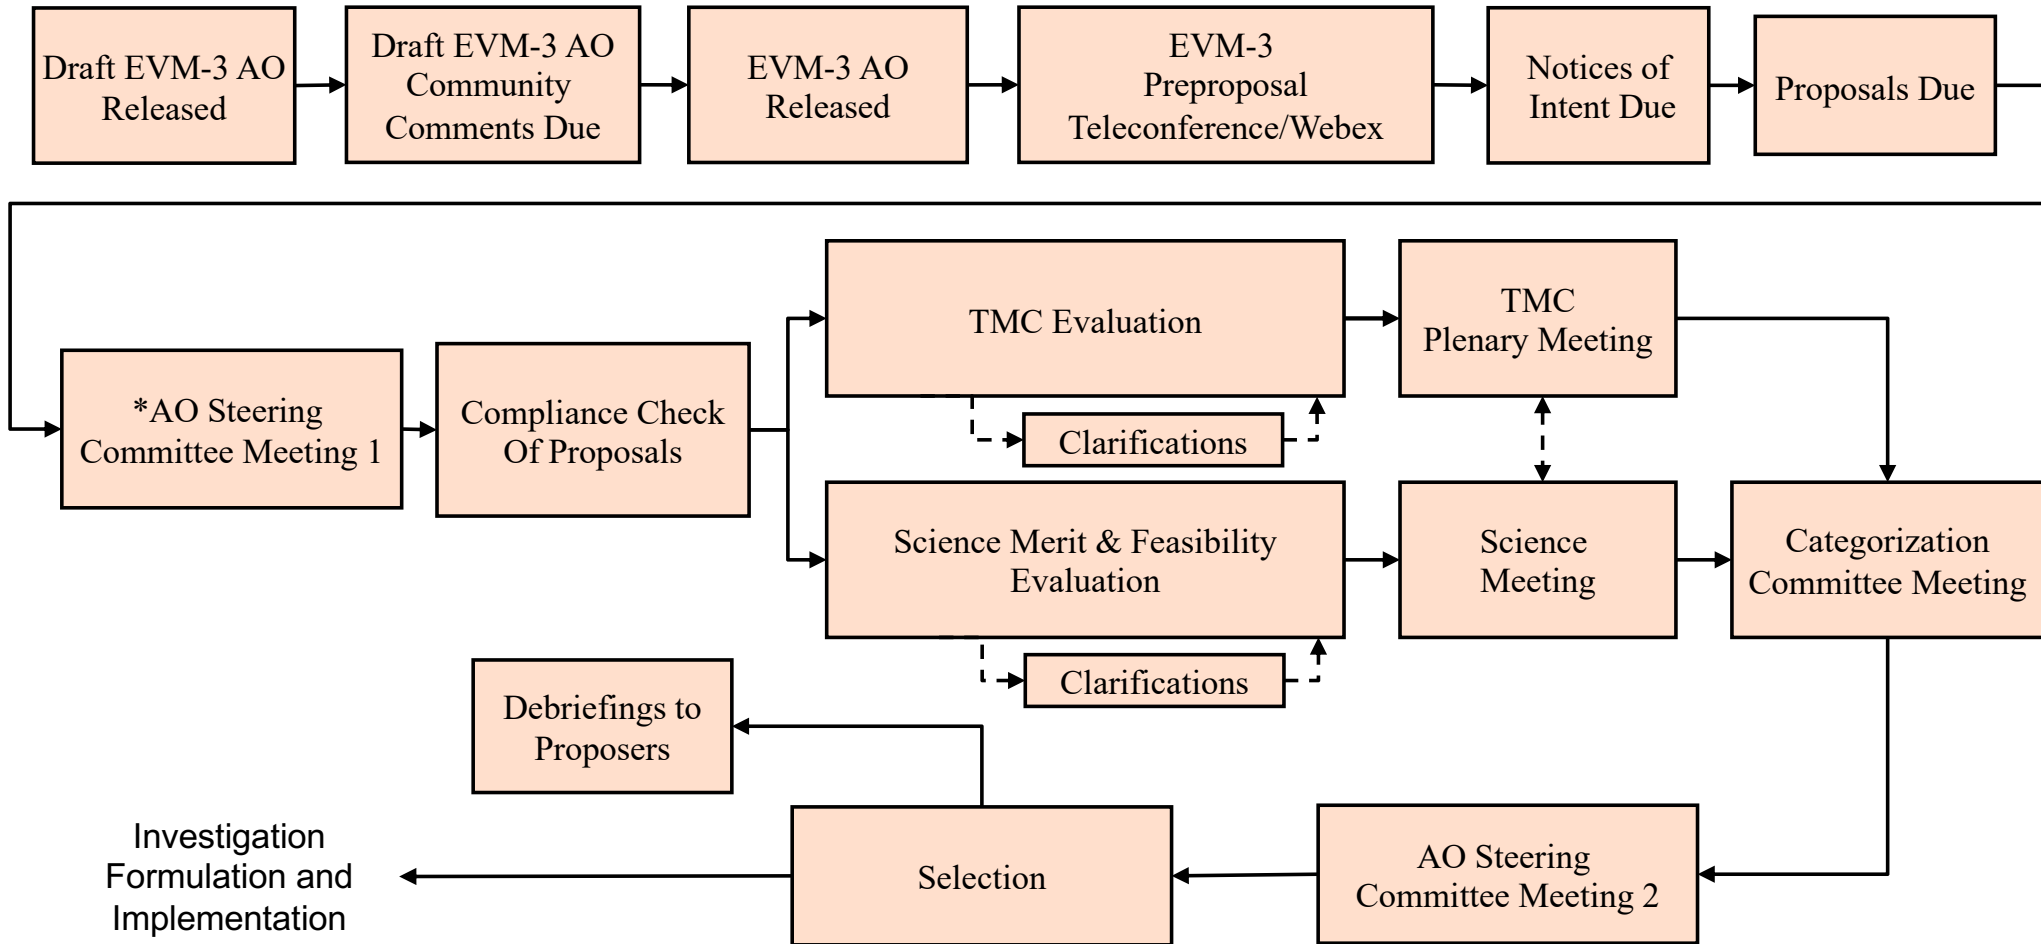 Draft EVM-3 AO
Released
Draft EVM-3 AO
Community
Comments Due
EVM-3 AO
Released
EVM-3
Preproposal
Teleconference/Webex
Notices of
Intent Due
Proposals Due
*AO Steering
Committee Meeting 1
Compliance Check
Of Proposals
TMC Evaluation
Clarifications
TMC
Plenary Meeting
Science Merit & Feasibility
Evaluation
Clarifications
Science
Meeting
Categorization
Committee Meeting
AO Steering
Committee Meeting 2
Selection
Debriefings to
Proposers
Investigation
Formulation and
Implementation